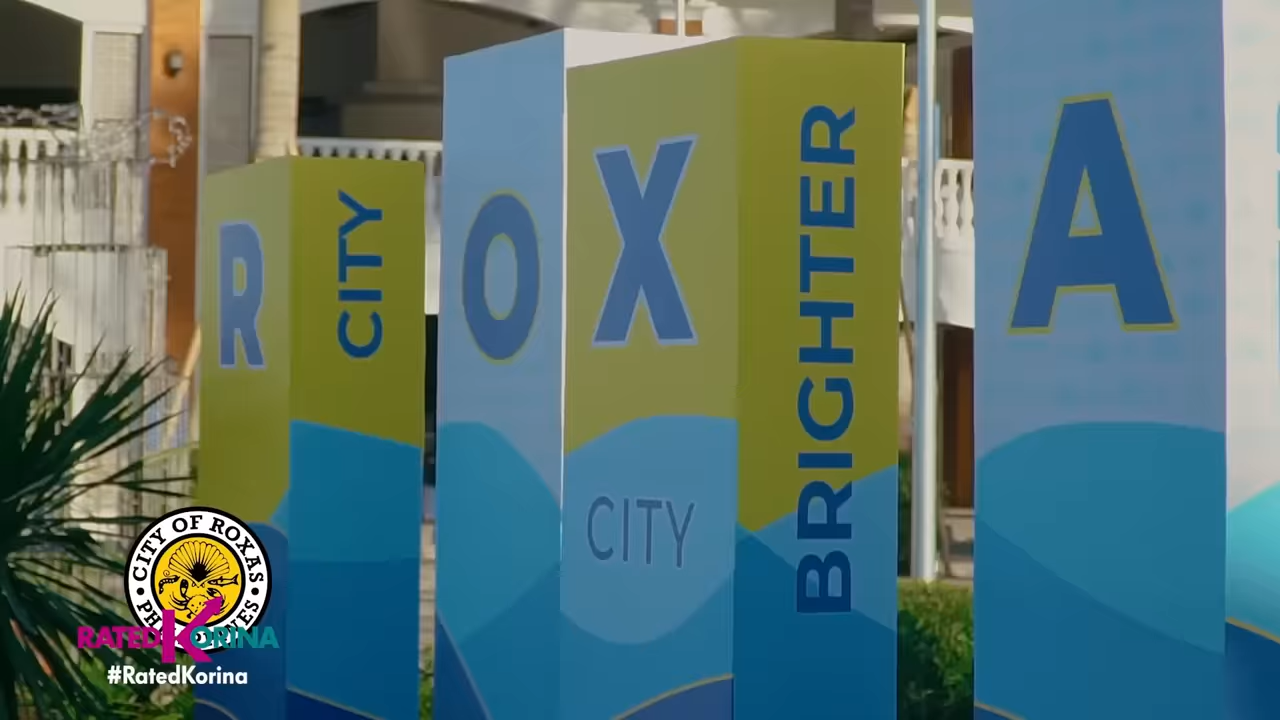 R
CITY
O
X
CITY
BRIGHTER
A
CITY OF ROXAS
PHILIPPINES
RATED KORINA
#RatedKorina